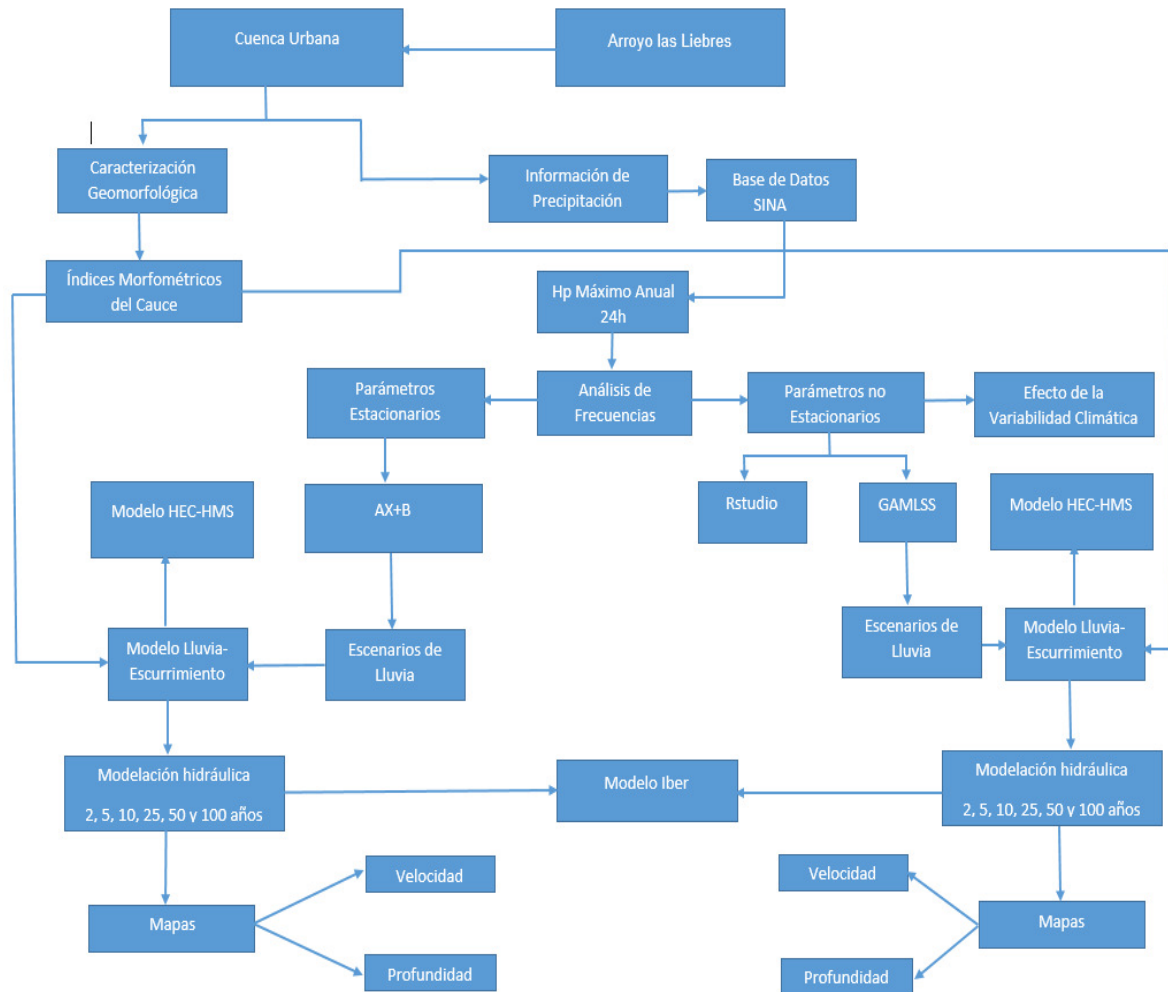 Cuenca Urbana
Arroyo las Liebres
Caracterización
Geomorfológica
Información de
Precipitación
Base de Datos
SINA
Índices Morfométricos
del Cauce
Hp Máximo Anual
24h
Parámetros
Estacionarios
Análisis de
Frecuencias
Parámetros no
Estacionarios
Efecto de la
Variabilidad Climática
Modelo HEC-HMS
AX+B
Rstudio
GAMLSS
Modelo HEC-HMS
Modelo Lluvia-
Escurrimiento
Escenarios de
Lluvia
Escenarios de
Lluvia
Modelo Lluvia-
Escurrimiento
Modelación hidráulica
2, 5, 10, 25, 50 y 100 años
Modelo Iber
Modelación hidráulica
2, 5, 10, 25, 50 y 100 años
Velocidad
Mapas
Profundidad
Velocidad
Mapas
Profundidad